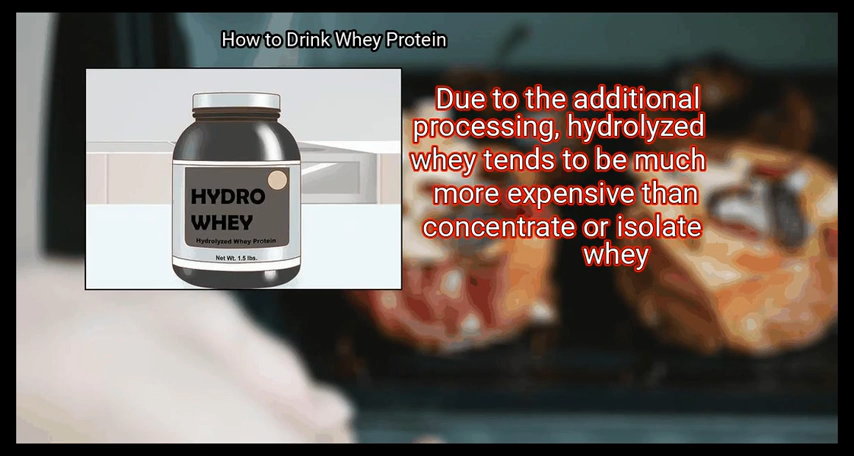 How to Drink Whey Protein
Due to the additional
processing, hydrolyzed
whey tends to be much
more expensive than
concentrate or isolate
whey
HYDRO
WHEY
Hydrolyzed Whey Protein
Net Wt. 1.5 lbs.